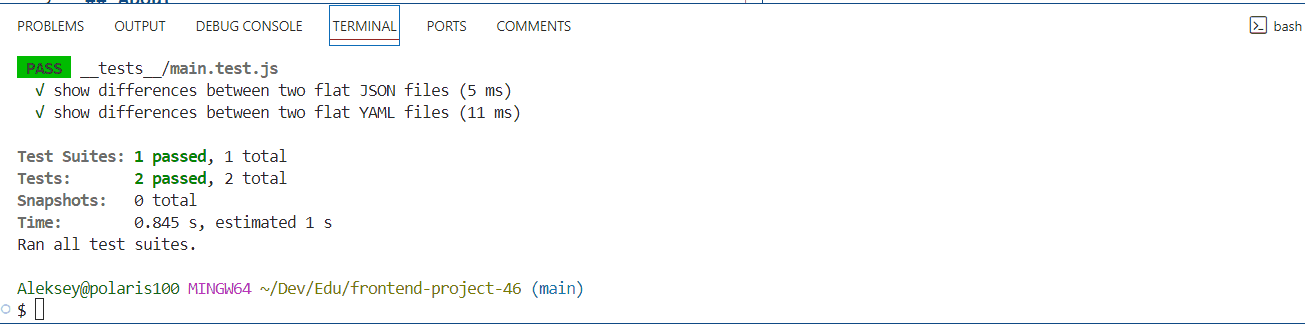 ## About
PROBLEMS OUTPUT DEBUG CONSOLE TERMINAL PORTS COMMENTS bash
PASS __tests__/main.test.js
√ show differences between two flat JSON files (5 ms)
√ show differences between two flat YAML files (11 ms)
Test Suites: 1 passed, 1 total
Tests: 2 passed, 2 total
Snapshots: 0 total
Time: 0.845 s, estimated 1 s
Ran all test suites.
Aleksey@polaris100 MINGW64 ~/Dev/Edu/frontend-project-46 (main)
$